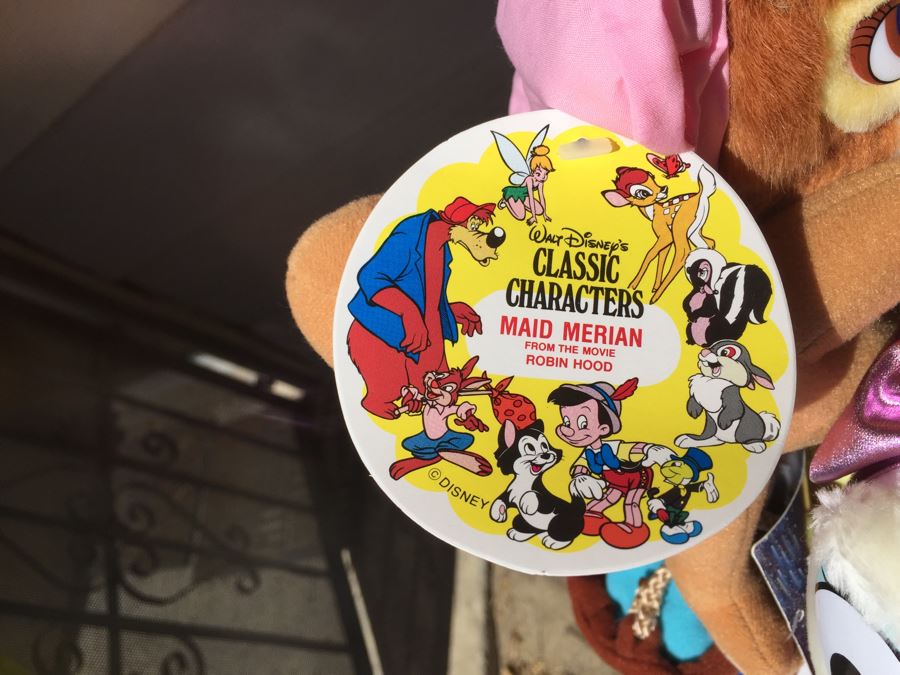 WALT DISNEY'S
CLASSIC
CHARACTERS
MAID MERIAN
FROM THE MOVIE
ROBIN HOOD
© DISNEY